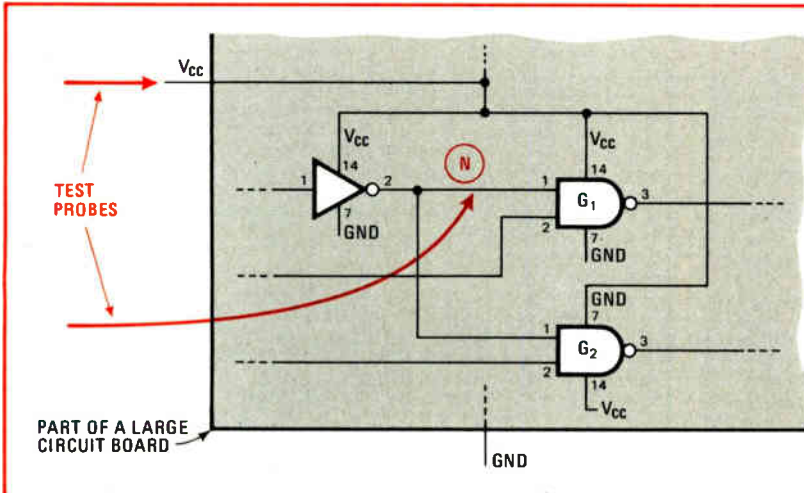 VCC
TEST
PROBES
VCC
14
1
2
7
GND
N
VCC
14
1
2
G1
3
7
GND
GND
7
1
2
G2
3
14
VCC
PART OF A LARGE
CIRCUIT BOARD
GND